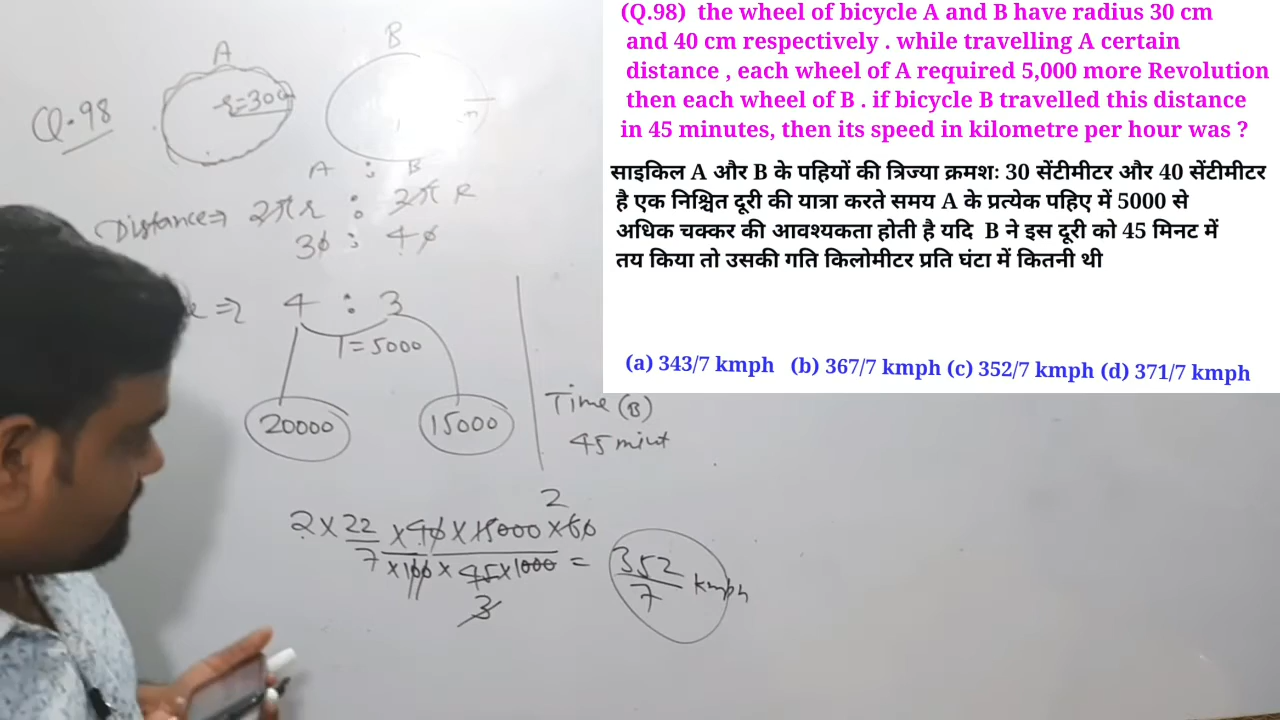 (Q.98) the wheel of bicycle A and B have radius 30 cm
and 40 cm respectively . while travelling A certain
distance , each wheel of A required 5,000 more Revolution
then each wheel of B . if bicycle B travelled this distance
in 45 minutes, then its speed in kilometre per hour was ?
साइकिल A और B के पहियों की त्रिज्या क्रमशः 30 सेंटीमीटर और 40 सेंटीमीटर
है एक निश्चित दूरी की यात्रा करते समय A के प्रत्येक पहिए में 5000 से
अधिक चक्कर की आवश्यकता होती है यदि B ने इस दूरी को 45 मिनट में
तय किया तो उसकी गति किलोमीटर प्रति घंटा में कितनी थी
(a) 343/7 kmph (b) 367/7 kmph (c) 352/7 kmph (d) 371/7 kmph
Q.98
A
r=30
B
A : B
Distance⇒ 2πr : 2πR
30 : 40
⇒ 4 : 3
1=5000
20000 15000
Time (B)
45 mint
2
2×22/7 ×40×15000×60
×100×45×1000 =
3
352/7 kmph